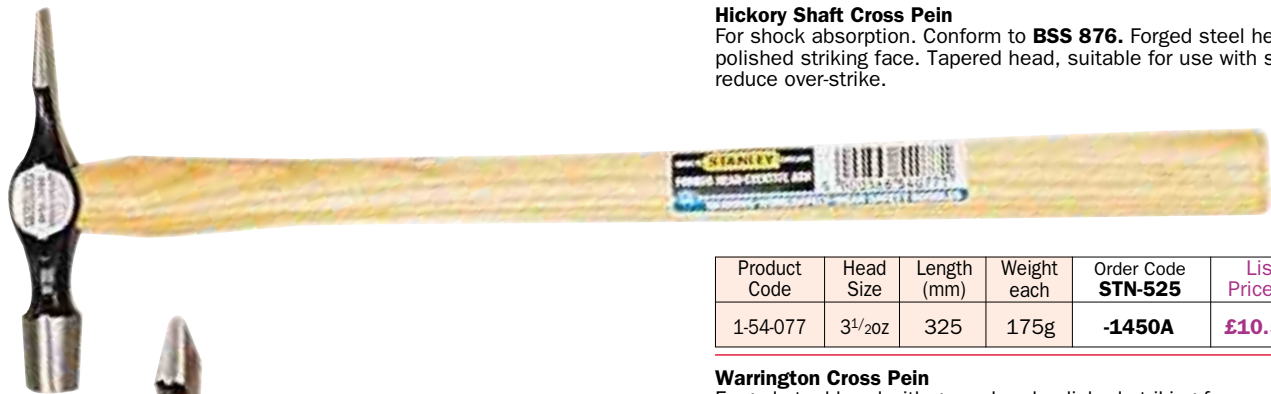 Hickory Shaft Cross Pein
For shock absorption. Conform to BSS 876. Forged steel he
polished striking face. Tapered head, suitable for use with s
reduce over-strike.
STANLEY
Product Code Head Size Length (mm) Weight each Order Code STN-525 Lis Price
1-54-077 3 1/2oz 325 175g -1450A £10.
Warrington Cross Pein